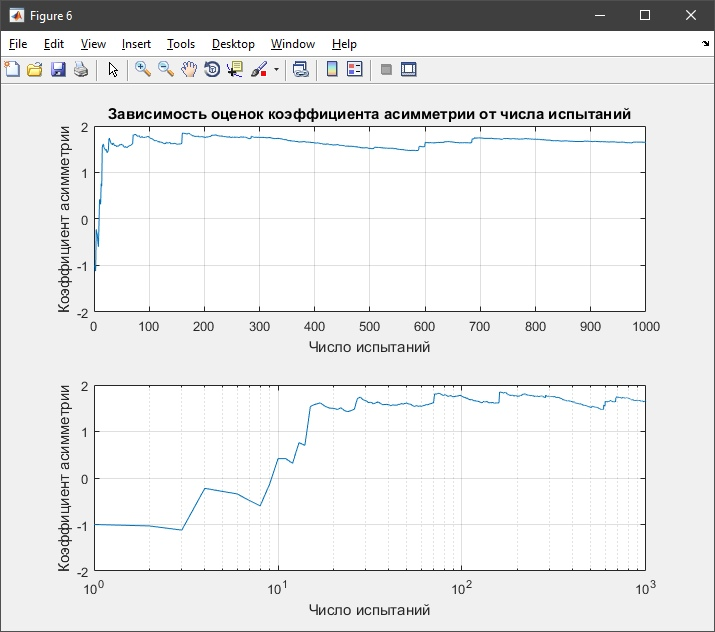 Figure 6
File Edit View Insert Tools Desktop Window Help
Зависимость оценок коэффициента асимметрии от числа испытаний
Коэффициент асимметрии
2
1
0
-1
-2
0 100 200 300 400 500 600 700 800 900 1000
Число испытаний
Коэффициент асимметрии
2
1
0
-1
-2
10^0 10^1 10^2 10^3
Число испытаний